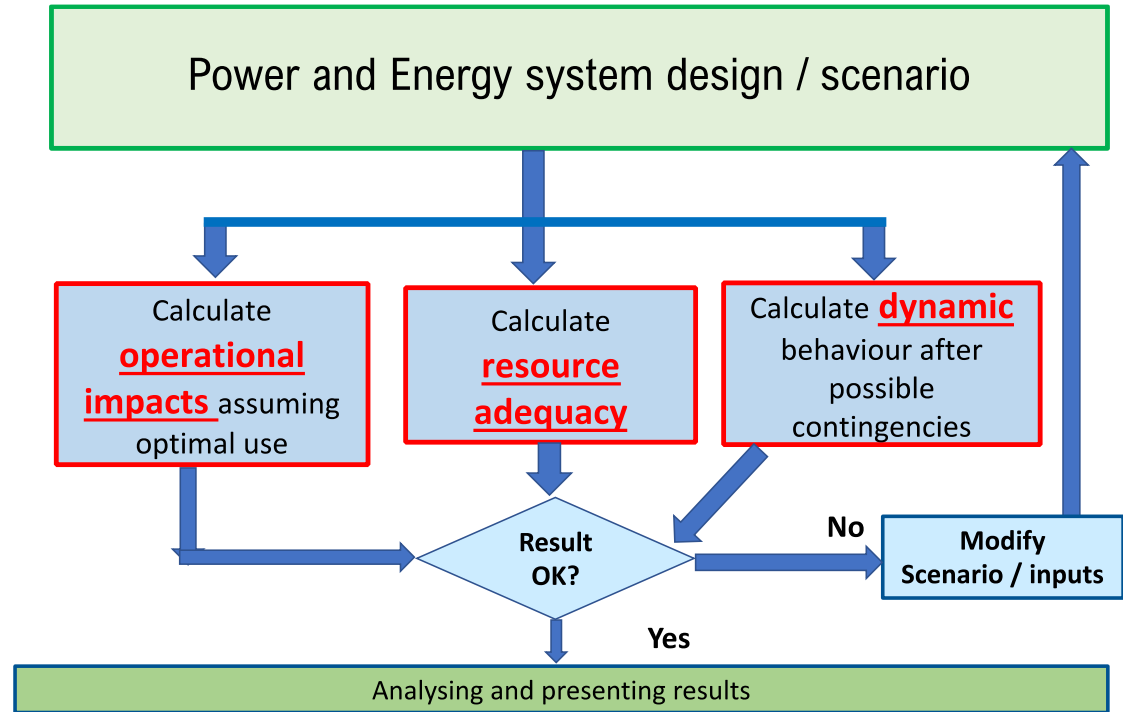 Power and Energy system design / scenario
Calculate
operational
impacts assuming
optimal use
Calculate
resource
adequacy
Calculate dynamic
behaviour after
possible
contingencies
Result
OK?
No
Modify
Scenario / inputs
Yes
Analysing and presenting results